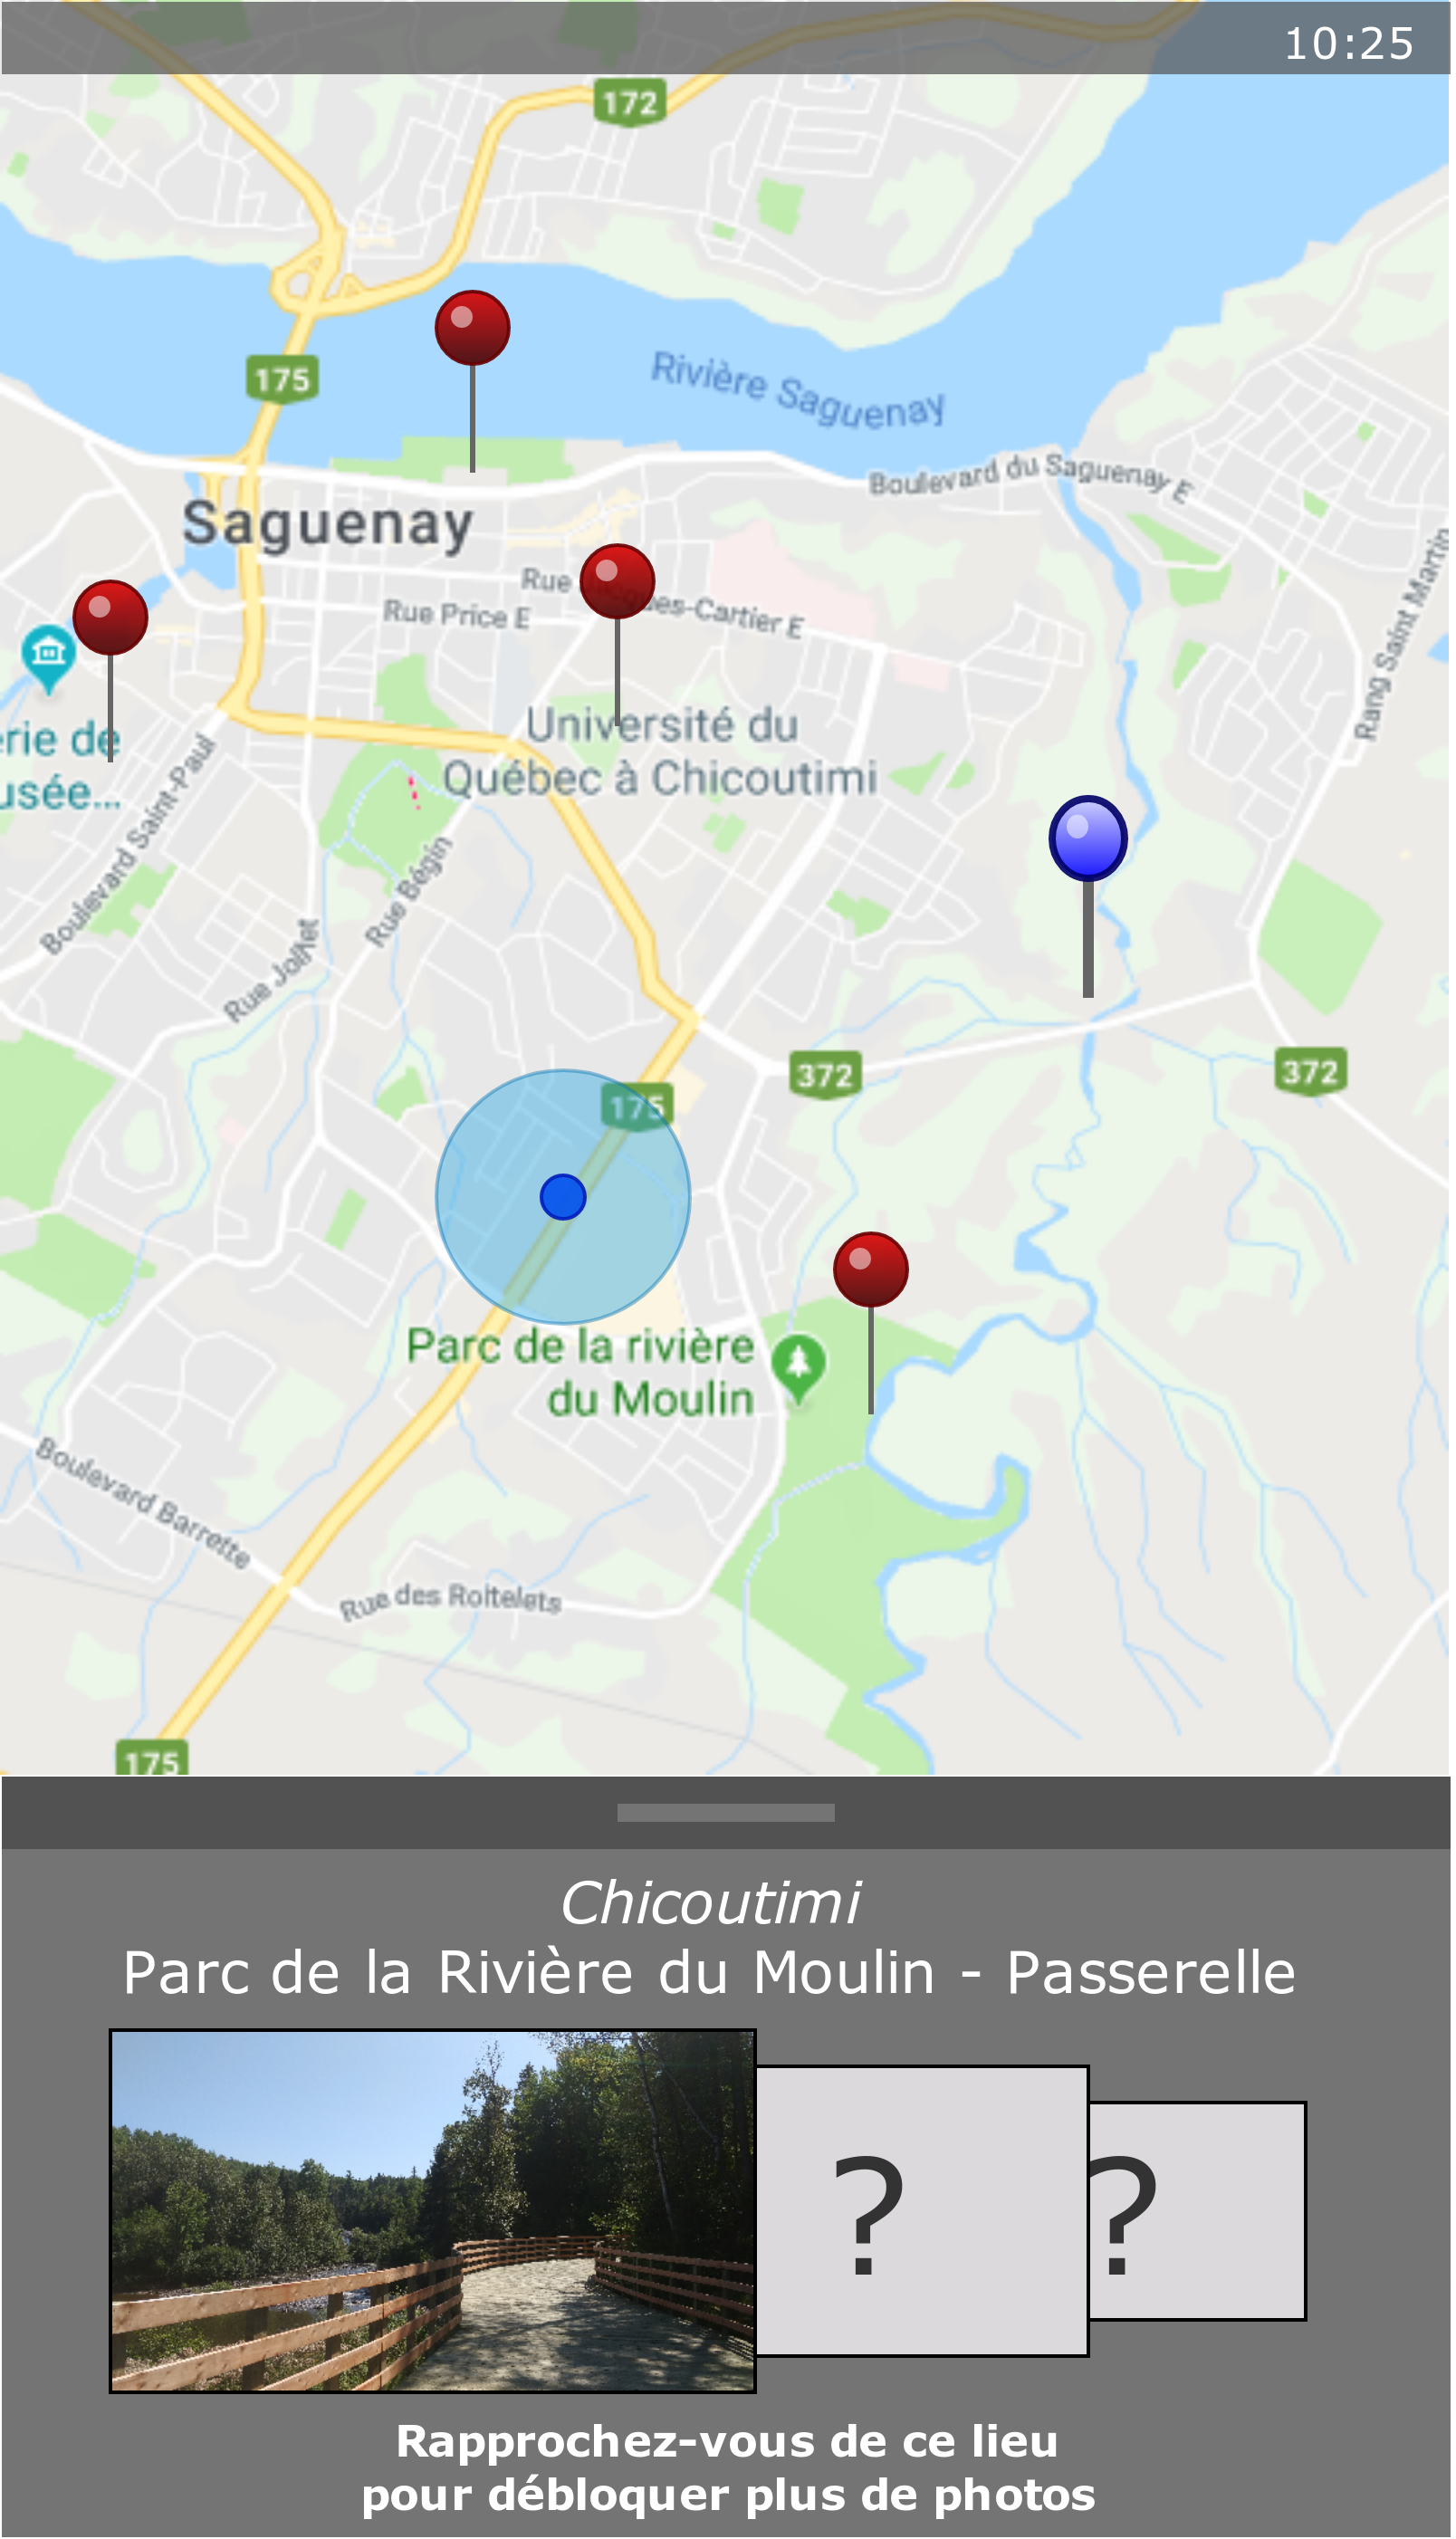 10:25
172
175
Rivière Saguenay
Boulevard du Saguenay E
Saguenay
Rang Saint Martin
Rue
es-Cartier E
Rue Price E
Université du
Québec à Chicoutimi
erie de
usée...
Boulevard Saint-Paul
Rue Bégin
Rue Jolliet
372
372
175
Parc de la rivière
du Moulin
Boulevard Barrette
Rue des Roitelets
175
Chicoutimi
Parc de la Rivière du Moulin - Passerelle
?
?
Rapprochez-vous de ce lieu
pour débloquer plus de photos